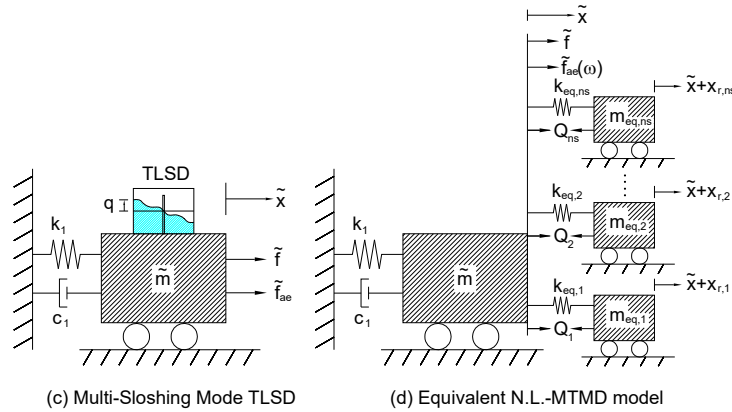 x̃
f̃
f̃ae(ω)
keq,ns
x̃+xr,ns
meq,ns
Qns
TLSD
q
x̃
keq,2
x̃+xr,2
meq,2
Q2
k1
f̃
m̃
f̃ae
c1
k1
m̃
c1
keq,1
x̃+xr,1
meq,1
Q1
(c) Multi-Sloshing Mode TLSD
(d) Equivalent N.L.-MTMD model